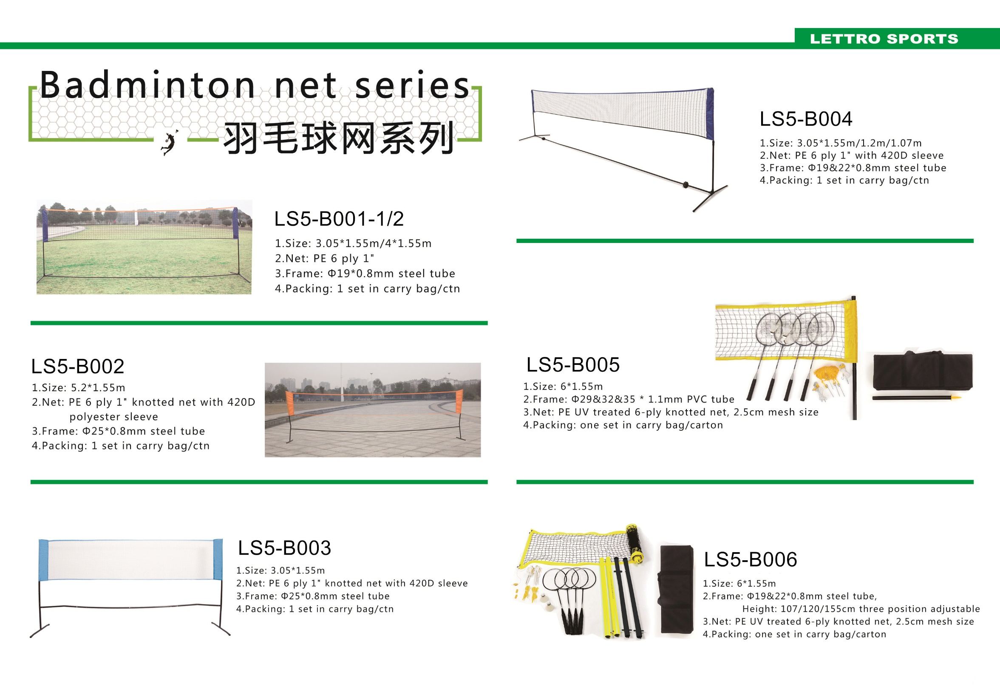 LETTRO SPORTS
Badminton net series
羽毛球网系列
LS5-B001-1/2
1.Size: 3.05*1.55m/4*1.55m
2.Net: PE 6 ply 1"
3.Frame: Φ19*0.8mm steel tube
4.Packing: 1 set in carry bag/ctn
LS5-B002
1.Size: 5.2*1.55m
2.Net: PE 6 ply 1" knotted net with 420D
polyester sleeve
3.Frame: Φ25*0.8mm steel tube
4.Packing: 1 set in carry bag/ctn
LS5-B003
1.Size: 3.05*1.55m
2.Net: PE 6 ply 1" knotted net with 420D sleeve
3.Frame: Φ25*0.8mm steel tube
4.Packing: 1 set in carry bag/ctn
LS5-B004
1.Size: 3.05*1.55m/1.2m/1.07m
2.Net: PE 6 ply 1" with 420D sleeve
3.Frame: Φ19&22*0.8mm steel tube
4.Packing: 1 set in carry bag/ctn
LS5-B005
1.Size: 6*1.55m
2.Frame: Φ29&32&35 * 1.1mm PVC tube
3.Net: PE UV treated 6-ply knotted net, 2.5cm mesh size
4.Packing: one set in carry bag/carton
LS5-B006
1.Size: 6*1.55m
2.Frame: Φ19&22*0.8mm steel tube,
Height: 107/120/155cm three position adjustable
3.Net: PE UV treated 6-ply knotted net, 2.5cm mesh size
4.Packing: one set in carry bag/carton